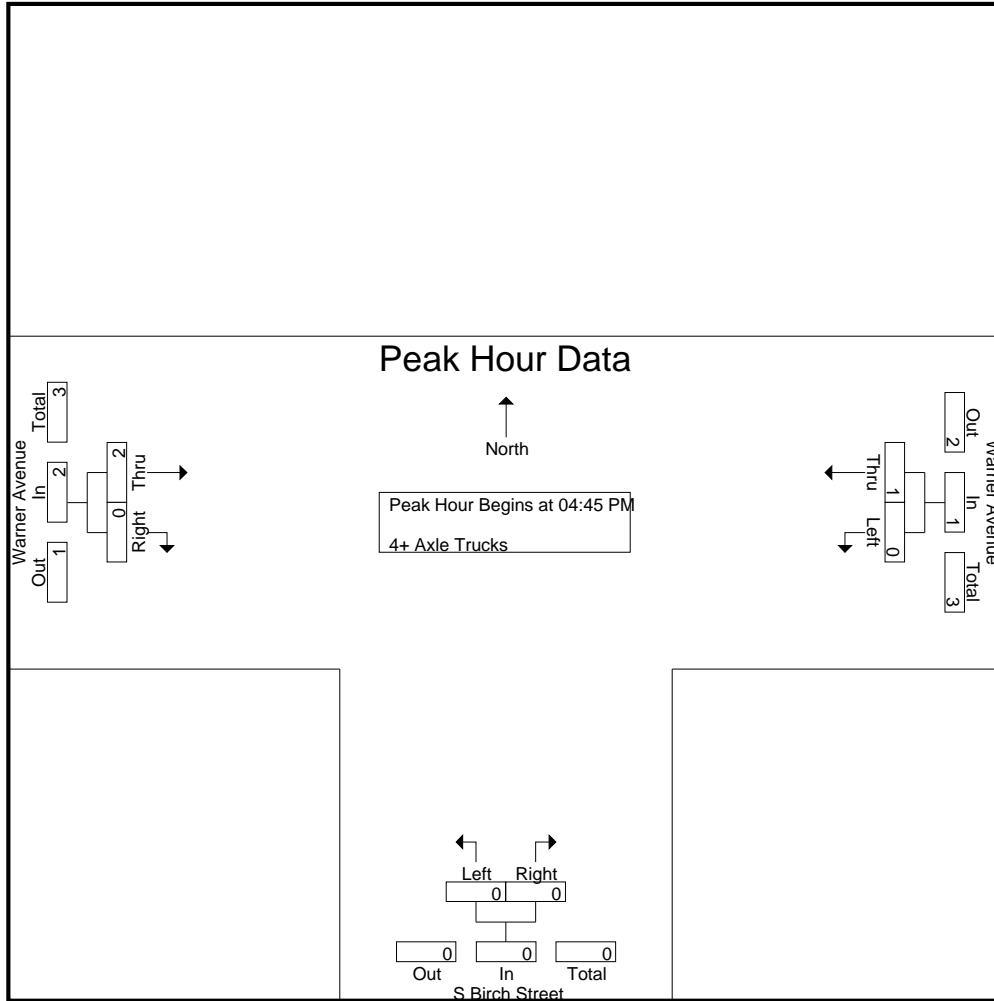 Peak Hour Data
North
Peak Hour Begins at 04:45 PM
4+ Axle Trucks
Warner Avenue
Out
In
Total
1
2
3
Right
Thru
0
2
Warner Avenue
Out
In
Total
2
1
3
Thru
Left
1
0
Left
Right
0
0
0
0
0
Out
In
Total
S Birch Street